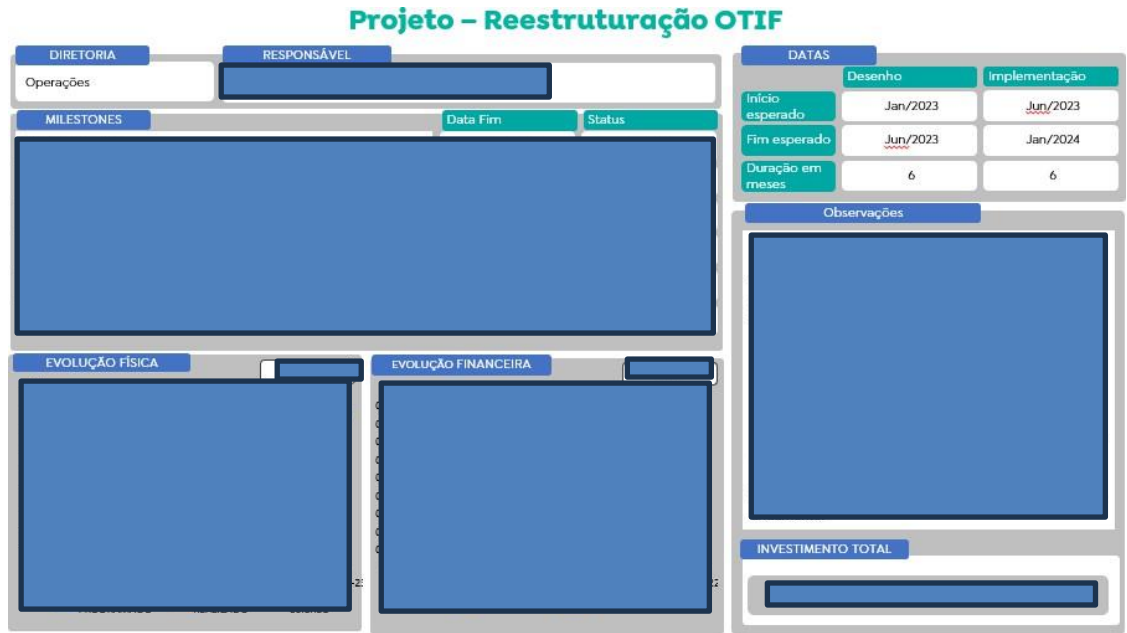 Projeto – Reestruturação OTIF
DIRETORIA
RESPONSÁVEL
Operações
MILESTONES
Data Fim
Status
DATAS
Desenho
Implementação
Início esperado
Jan/2023
Jun/2023
Fim esperado
Jun/2023
Jan/2024
Duração em meses
6
6
Observações
EVOLUÇÃO FÍSICA
EVOLUÇÃO FINANCEIRA
INVESTIMENTO TOTAL